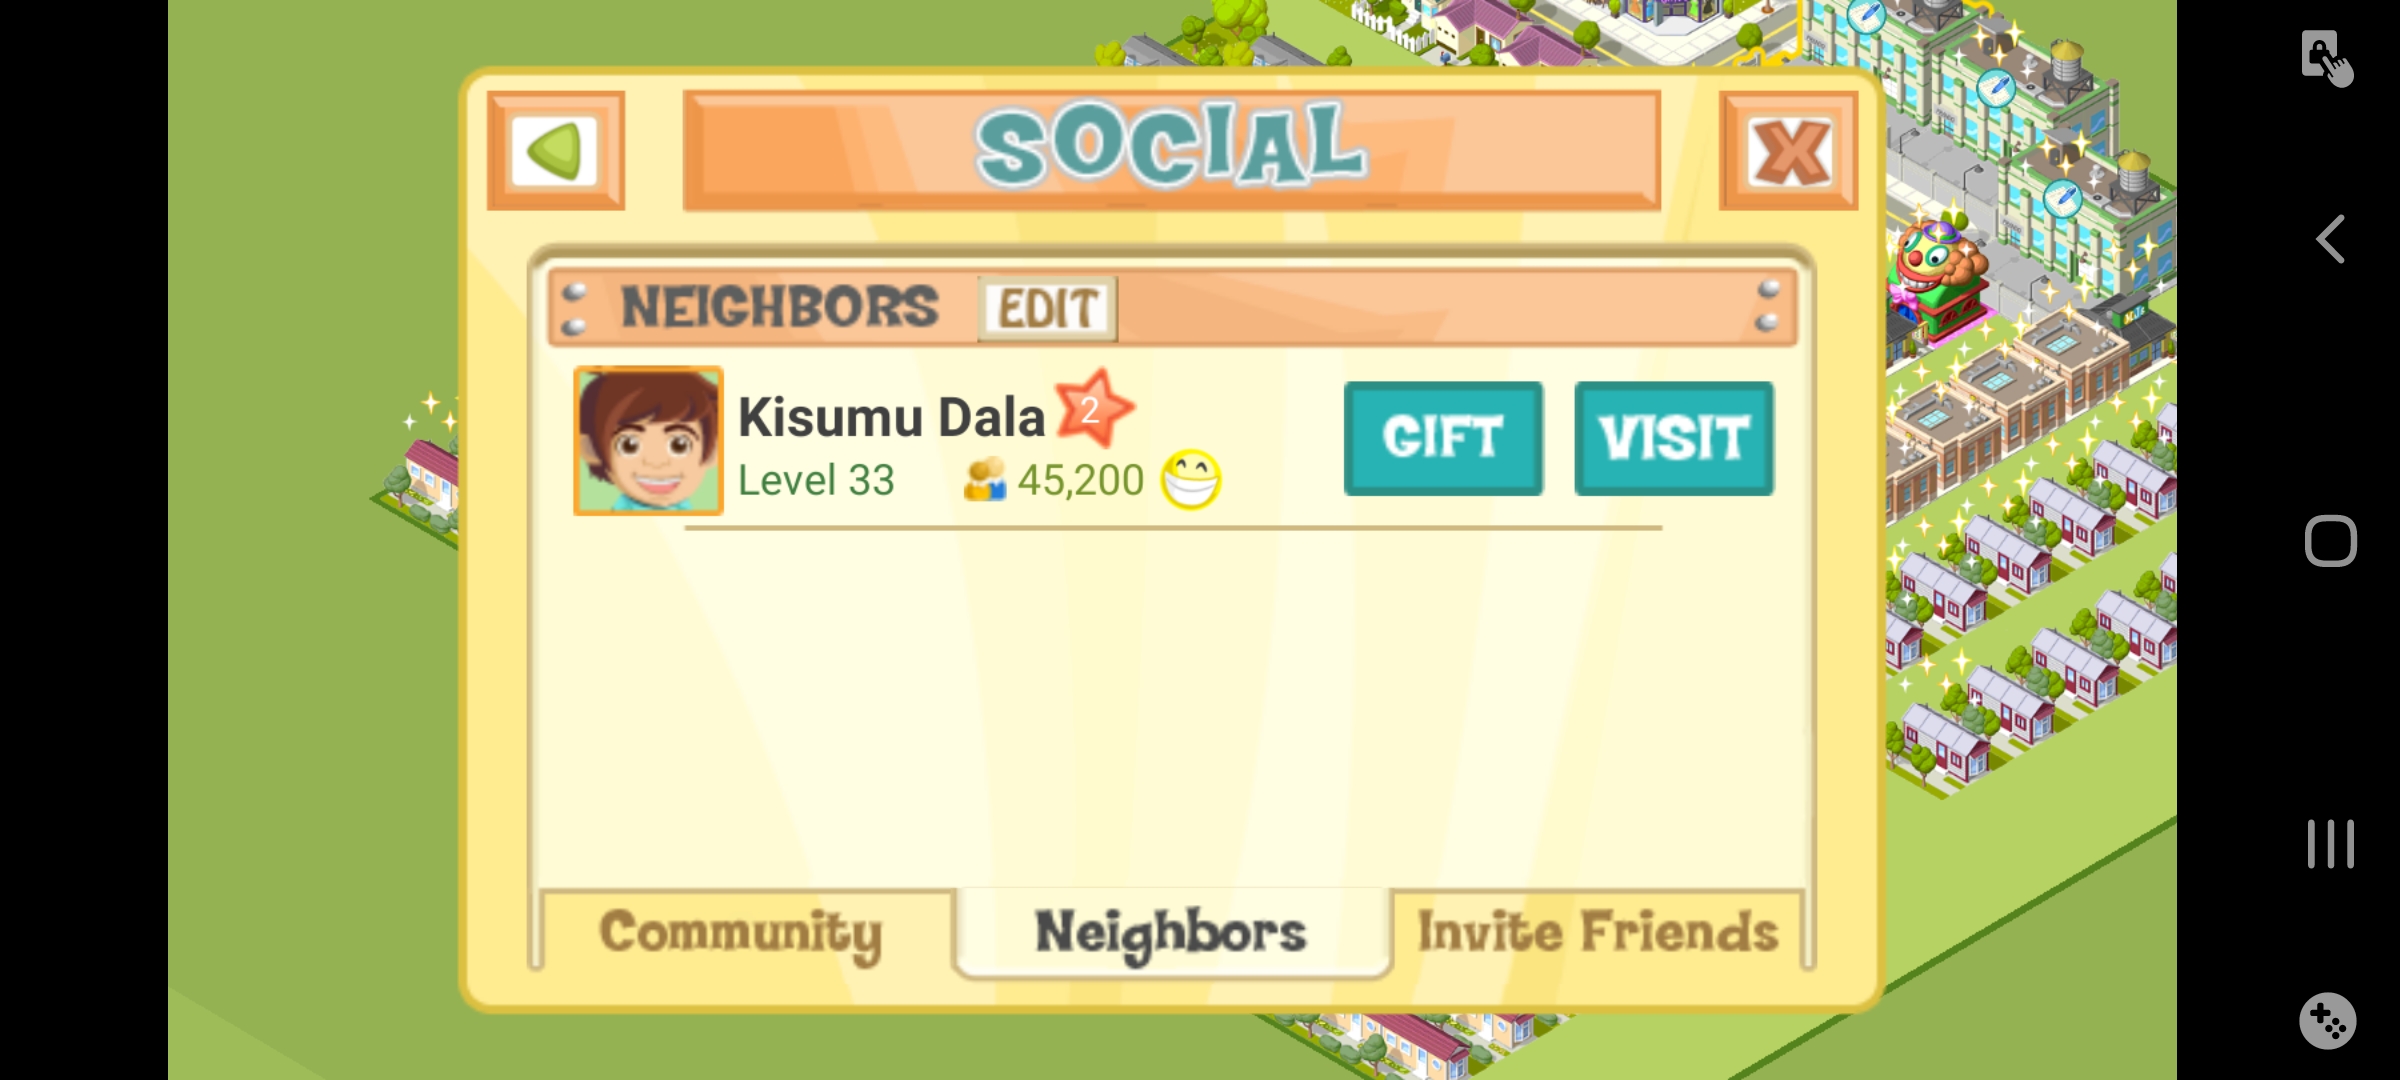 SOCIAL
NEIGHBORS EDIT
Kisumu Dala 2
Level 33 45,200
GIFT VISIT
Community Neighbors Invite Friends